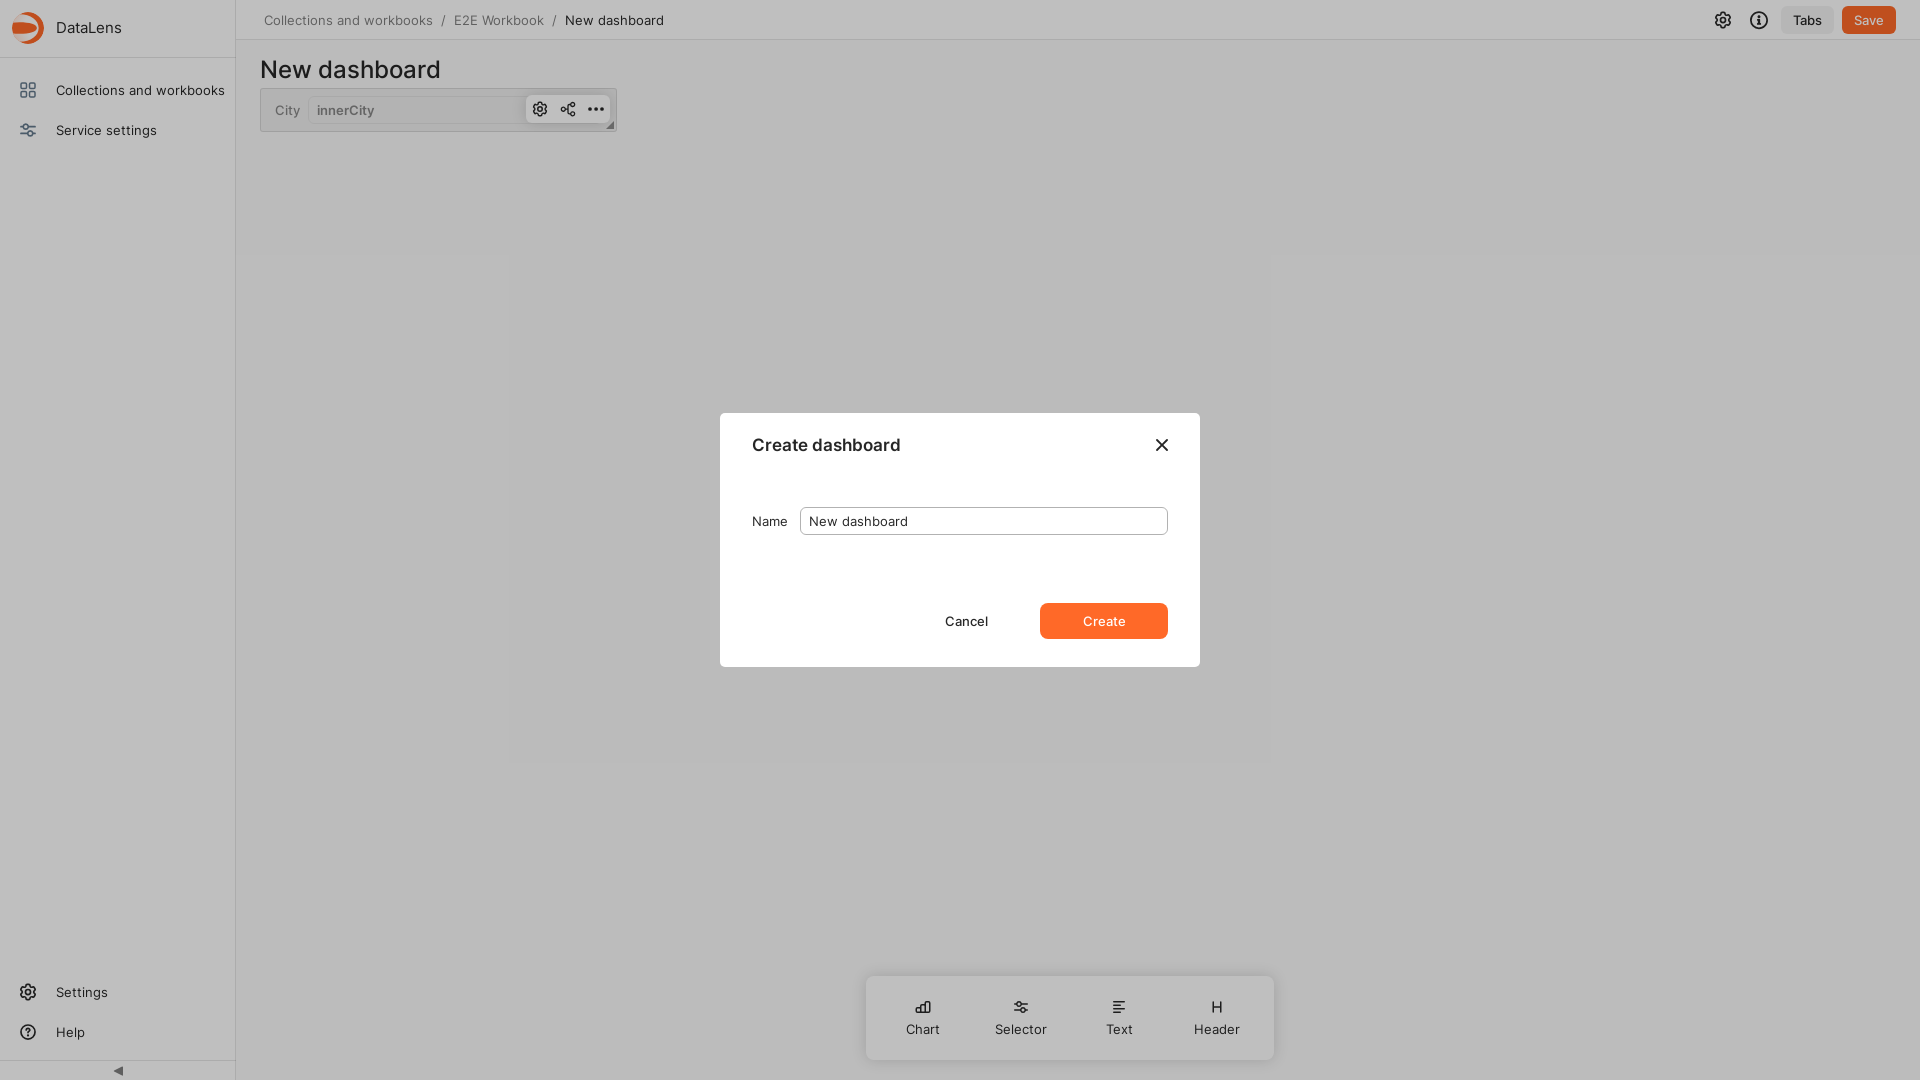 DataLens
Collections and workbooks / E2E Workbook / New dashboard
Tabs
Save
Collections and workbooks
Service settings
New dashboard
City
innerCity
Create dashboard
Name
New dashboard
Cancel
Create
Chart
Selector
Text
Header
Settings
Help